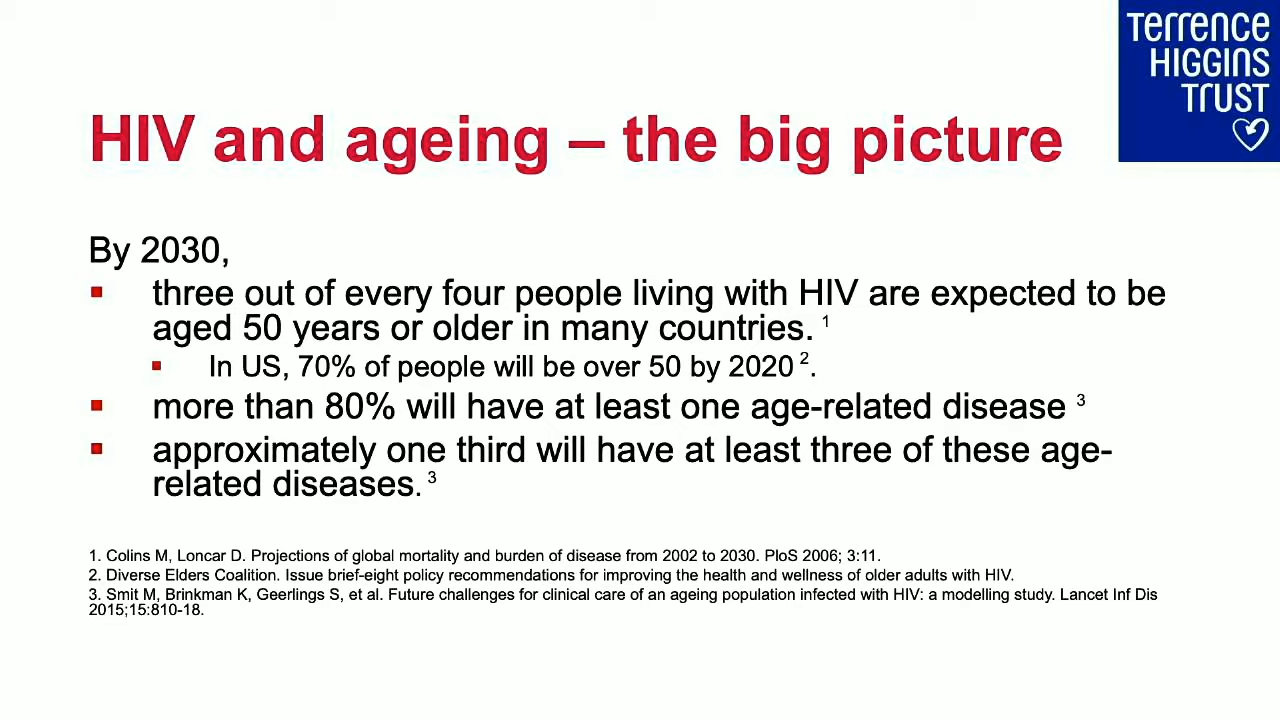 Terrence
HIGGINS
TRUST
HIV and ageing – the big picture
By 2030,
▪ three out of every four people living with HIV are expected to be
aged 50 years or older in many countries. ¹
▪ In US, 70% of people will be over 50 by 2020 ².
▪ more than 80% will have at least one age-related disease ³
▪ approximately one third will have at least three of these age-
related diseases. ³
1. Colins M, Loncar D. Projections of global mortality and burden of disease from 2002 to 2030. PloS 2006; 3:11.
2. Diverse Elders Coalition. Issue brief-eight policy recommendations for improving the health and wellness of older adults with HIV.
3. Smit M, Brinkman K, Geerlings S, et al. Future challenges for clinical care of an ageing population infected with HIV: a modelling study. Lancet Inf Dis
2015;15:810-18.